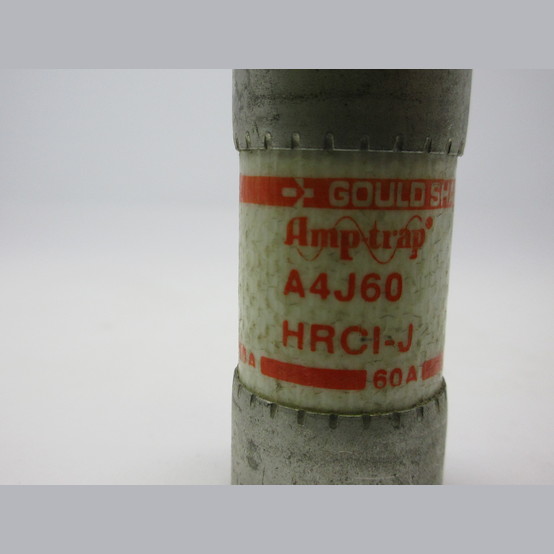 GOULD SH
Amp-trap®
A4J60
HRCI-J
A 60A